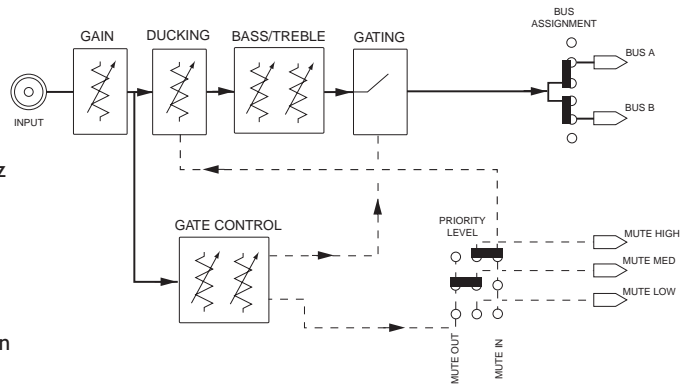 BUS
ASSIGNMENT
GAIN
DUCKING
BASS/TREBLE
GATING
BUS A
BUS B
INPUT
z
GATE CONTROL
PRIORITY
LEVEL
MUTE HIGH
MUTE MED
MUTE LOW
n
MUTE OUT
MUTE IN